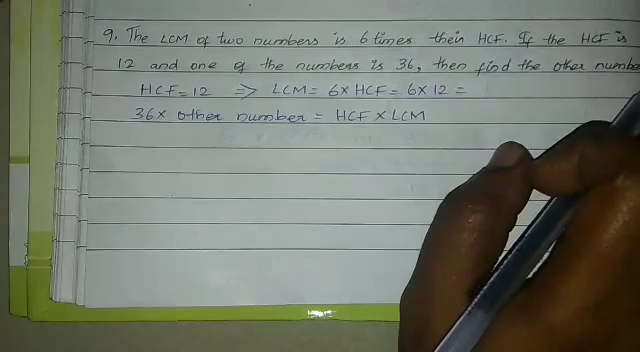 9. The LCM of two numbers is 6 times their HCF. If the HCF is
12 and one of the numbers is 36, then find the other numbe
HCF = 12 ⇒ LCM = 6 × HCF = 6 × 12 =
36 × other number = HCF × LCM